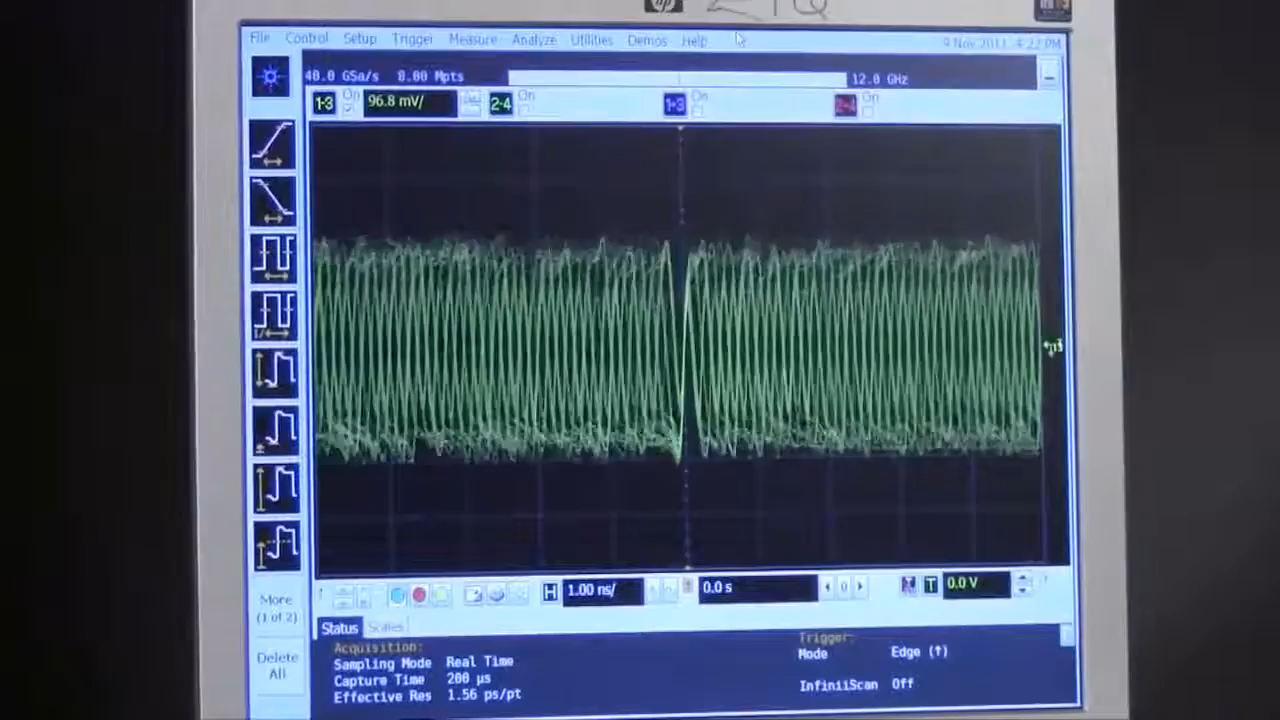 hp
File Control Setup Trigger Measure Analyze Utilities Demos Help
9 Nov 2011 4:22 PM
40.0 GSa/s 8.00 Mpts
12.0 GHz
1-3 On 96.8 mV/ 2-4 On 1-3 On 2-4 On
H 1.00 ns/ 0.0 s 0 T 0.0 V
More
(1 of 2)
Delete
All
Status Scales
Acquisition:
Sampling Mode Real Time
Capture Time 200 µs
Effective Res 1.56 ps/pt
Trigger:
Mode Edge (↑)
InfiniiScan Off